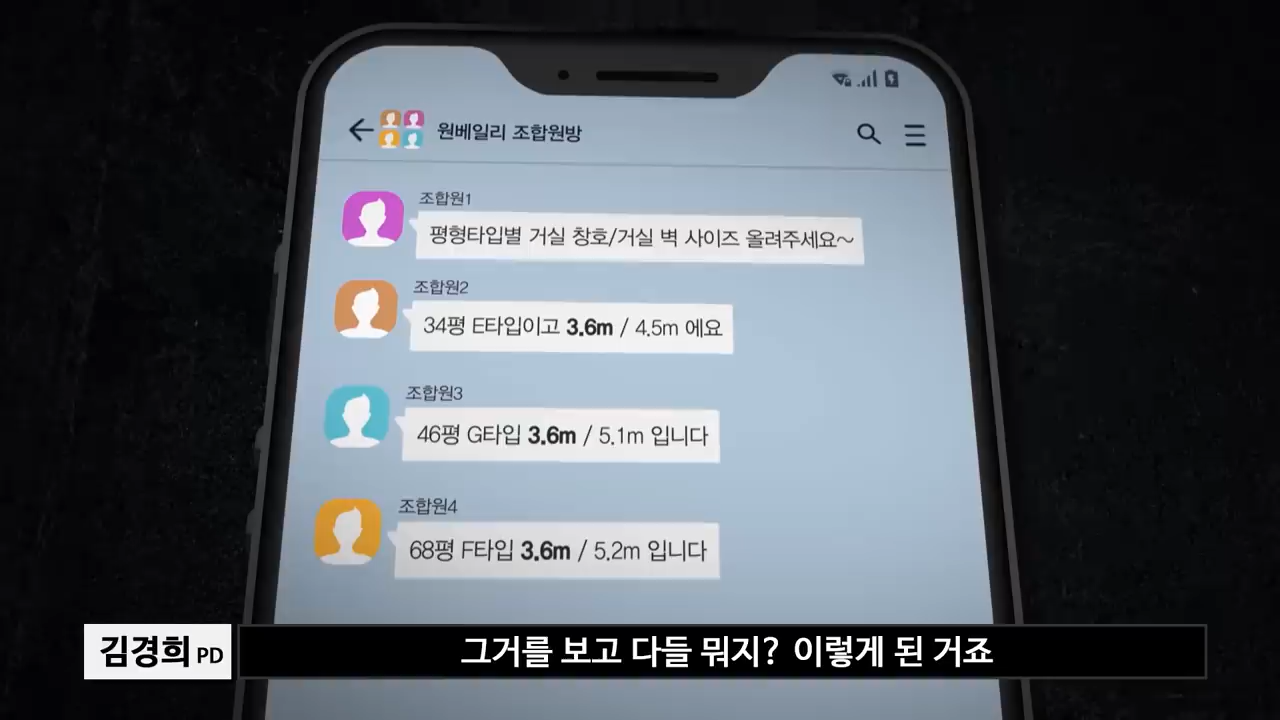 원베일리 조합원방
조합원1
평형타입별 거실 창호/거실 벽 사이즈 올려주세요~
조합원2
34평 E타입이고 3.6m / 4.5m 에요
조합원3
46평 G타입 3.6m / 5.1m 입니다
조합원4
68평 F타입 3.6m / 5.2m 입니다
김경희 PD
그거를 보고 다들 뭐지? 이렇게 된 거죠